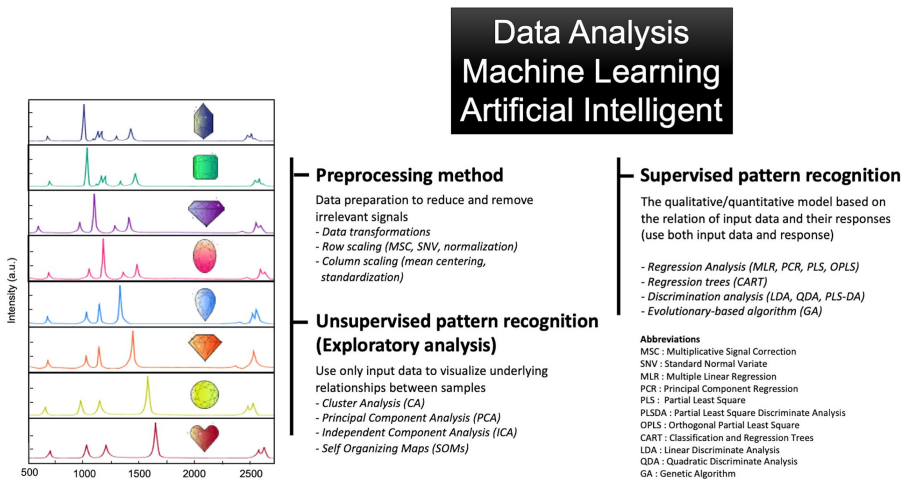 Data Analysis
Machine Learning
Artificial Intelligent
Intensity (a.u.)
500
1000
1500
2000
2500
Preprocessing method
Data preparation to reduce and remove
irrelevant signals
- Data transformations
- Row scaling (MSC, SNV, normalization)
- Column scaling (mean centering,
standardization)
Unsupervised pattern recognition
(Exploratory analysis)
Use only input data to visualize underlying
relationships between samples
- Cluster Analysis (CA)
- Principal Component Analysis (PCA)
- Independent Component Analysis (ICA)
- Self Organizing Maps (SOMs)
Supervised pattern recognition
The qualitative/quantitative model based on
the relation of input data and their responses
(use both input data and response)
- Regression Analysis (MLR, PCR, PLS, OPLS)
- Regression trees (CART)
- Discrimination analysis (LDA, QDA, PLS-DA)
- Evolutionary-based algorithm (GA)
Abbreviations
MSC : Multiplicative Signal Correction
SNV : Standard Normal Variate
MLR : Multiple Linear Regression
PCR : Principal Component Regression
PLS : Partial Least Square
PLSDA : Partial Least Square Discriminate Analysis
OPLS : Orthogonal Partial Least Square
CART : Classification and Regression Trees
LDA : Linear Discriminate Analysis
QDA : Quadratic Discriminate Analysis
GA : Genetic Algorithm